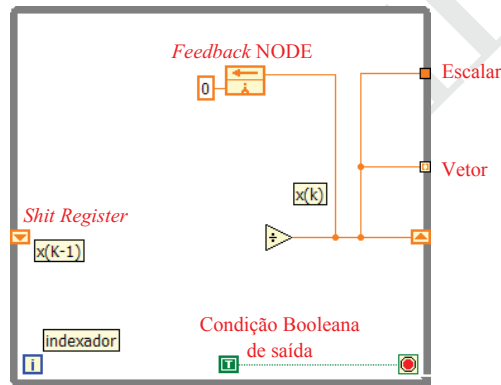 Feedback NODE
0
Escalar
Vetor
x(k)
Shit Register
x(K-1)
÷
Condição Booleana
de saída
indexador
i
T